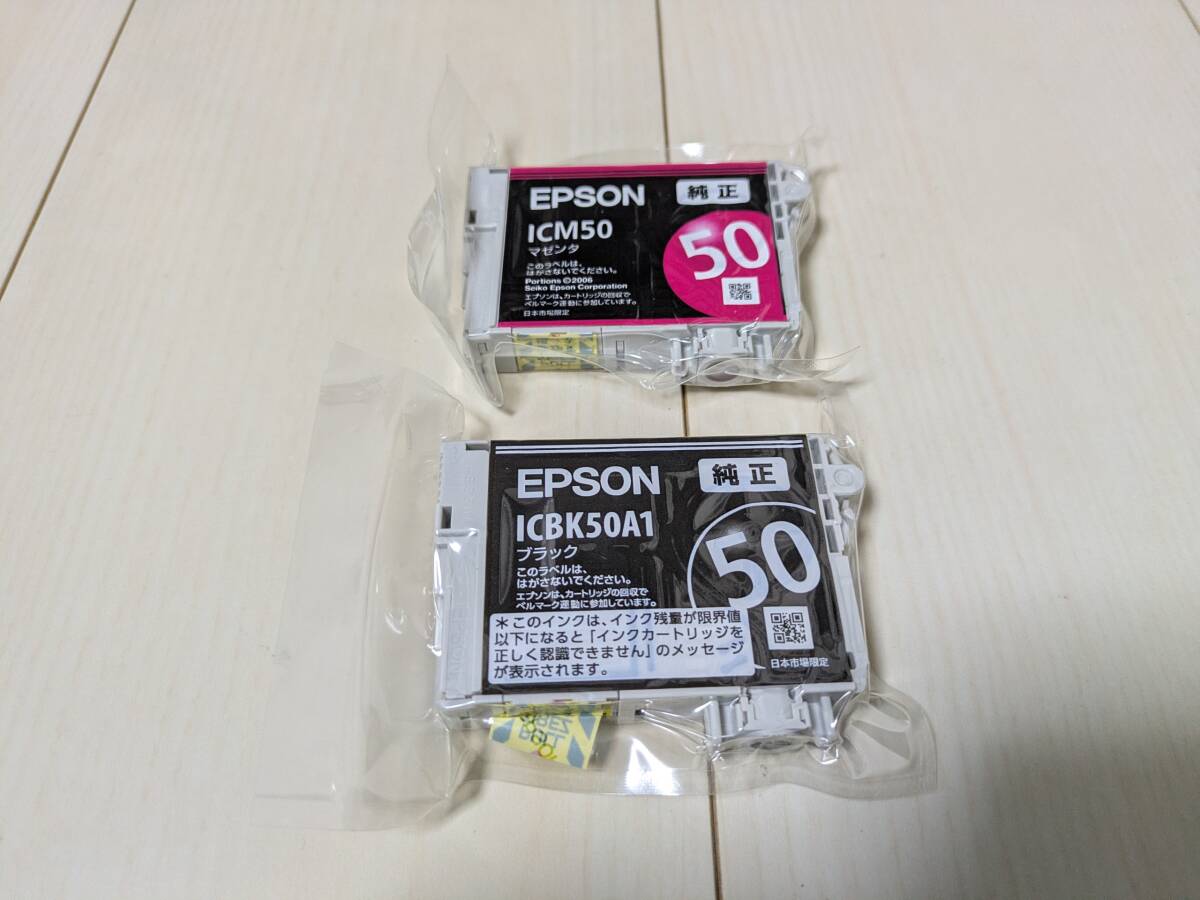 EPSON 純正
ICM50
マゼンタ
50
このラベルは、
はがさないでください。
Portions ©2006
Seiko Epson Corporation
エプソンは、カートリッジの回収で
ベルマーク運動に参加しています。
日本市場限定
EPSON 純正
ICBK50A1
ブラック
50
このラベルは、
はがさないでください。
エプソンは、カートリッジの回収で
ベルマーク運動に参加しています。
＊このインクは、インク残量が限界値
以下になると「インクカートリッジを
正しく認識できません」のメッセージ
が表示されます。
日本市場限定